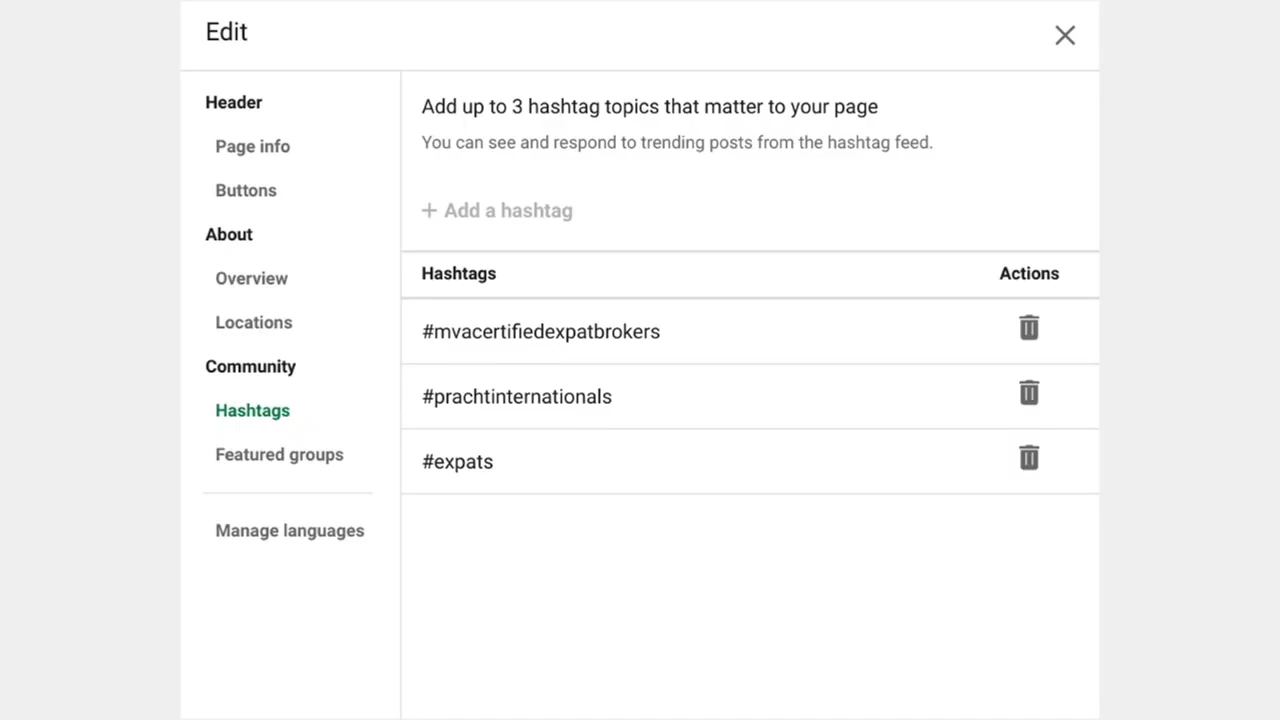 Edit
Header
Page info
Buttons
About
Overview
Locations
Community
Hashtags
Featured groups
Manage languages
Add up to 3 hashtag topics that matter to your page
You can see and respond to trending posts from the hashtag feed.
+ Add a hashtag
Hashtags Actions
#mvacertifiedexpatbrokers
#prachtinternationals
#expats